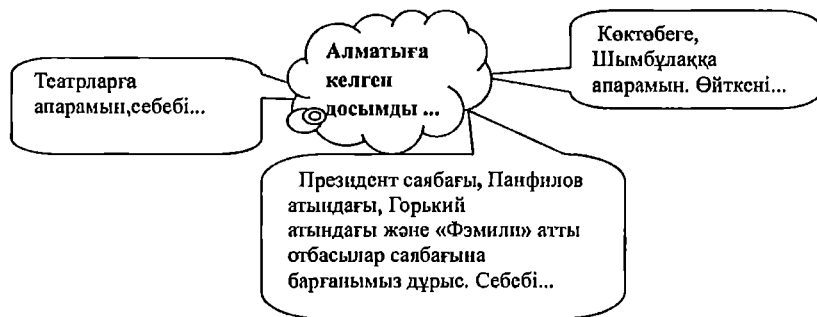 Алматыға
келген
досымды ...
Театрларға
апарамын,себебі...
Көктөбеге,
Шымбұлаққа
апарамын. Өйткені...
Президент саябағы, Панфилов
атындағы, Горький
атындағы және «Фэмили» атты
отбасылар саябағына
барғанымыз дұрыс. Себебі...